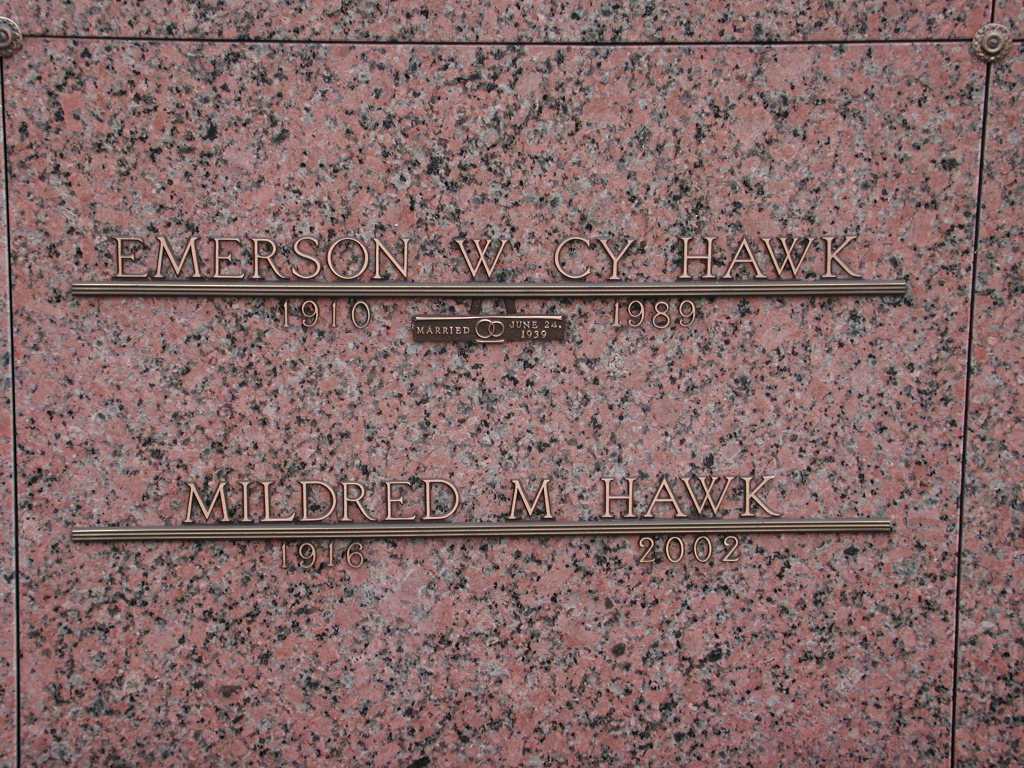 EMERSON W CY HAWK
1910 1989
MARRIED JUNE 24,
1939
MILDRED M HAWK
1916 2002